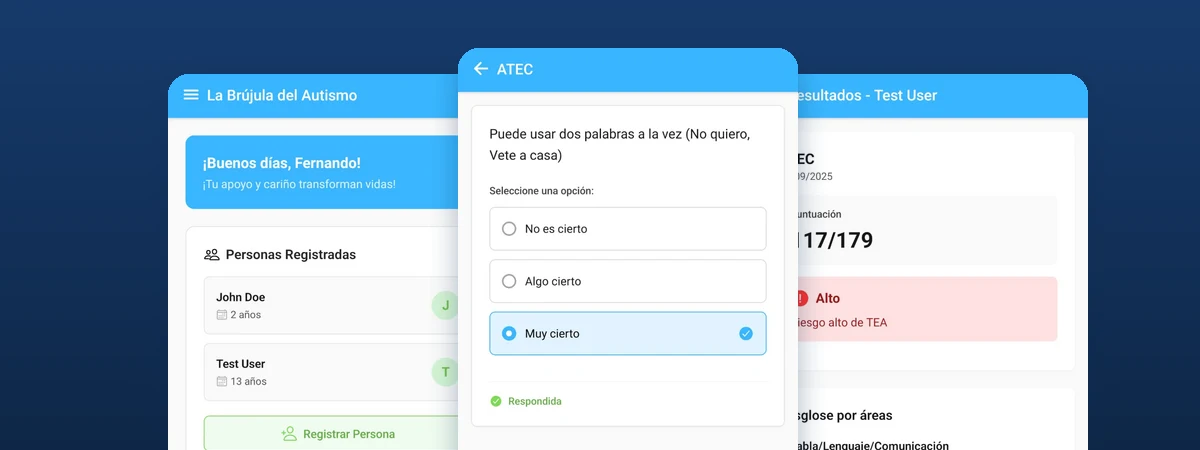 La Brújula del Autismo
¡Buenos días, Fernando!
¡Tu apoyo y cariño transforman vidas!
Personas Registradas
John Doe
2 años
J
Test User
13 años
T
Registrar Persona
ATEC
Puede usar dos palabras a la vez (No quiero,
Vete a casa)
Seleccione una opción:
No es cierto
Algo cierto
Muy cierto
Respondida
esultados - Test User
EC
09/2025
untuación
117/179
Alto
iesgo alto de TEA
sglose por áreas
abla/Lenguaje/Comunicación